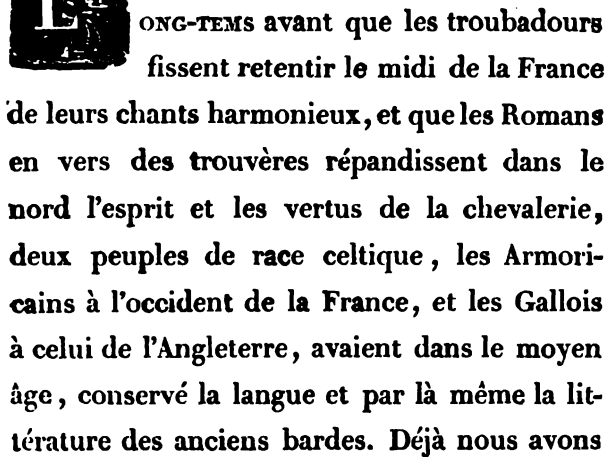 LONG-TEMS avant que les troubadours
fissent retentir le midi de la France
de leurs chants harmonieux, et que les Romans
en vers des trouvères répandissent dans le
nord l'esprit et les vertus de la chevalerie,
deux peuples de race celtique, les Armori-
cains à l'occident de la France, et les Gallois
à celui de l'Angleterre, avaient dans le moyen
âge, conservé la langue et par là même la lit-
térature des anciens bardes. Déjà nous avons